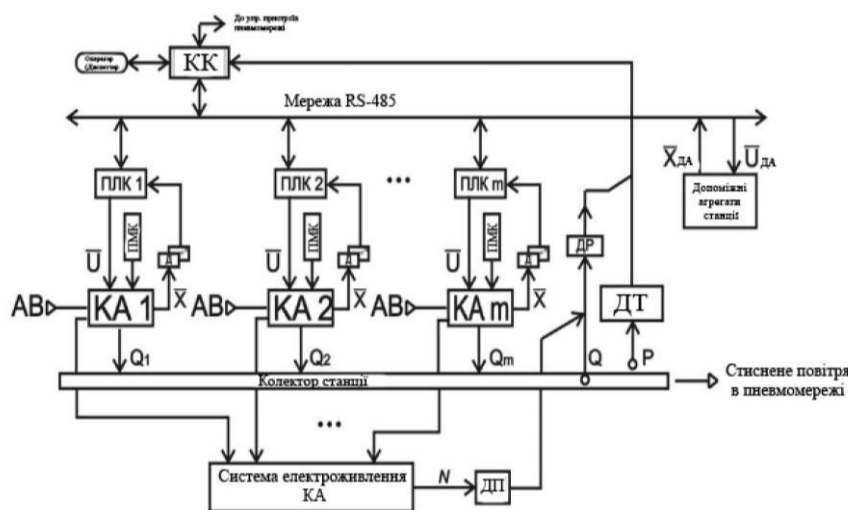 До упр. пристроїв
пневмомережі
Оператор
(Диспетчер
КК
Мережа RS-485
ПЛК 1
ПЛК 2
...
ПЛК m
X̅ДА
U̅ДА
Допоміжні
агрегати
станції
U̅
ПМК
Д
U̅
ПМК
Д
U̅
ПМК
Д
ДР
АВ
КА 1
X̅
АВ
КА 2
X̅
АВ
КА m
X̅
ДТ
Q1
Q2
Qm
Q
P
Колектор станції
Стиснене повітря
в пневмомережі
...
Система електроживлення
КА
N
ДП